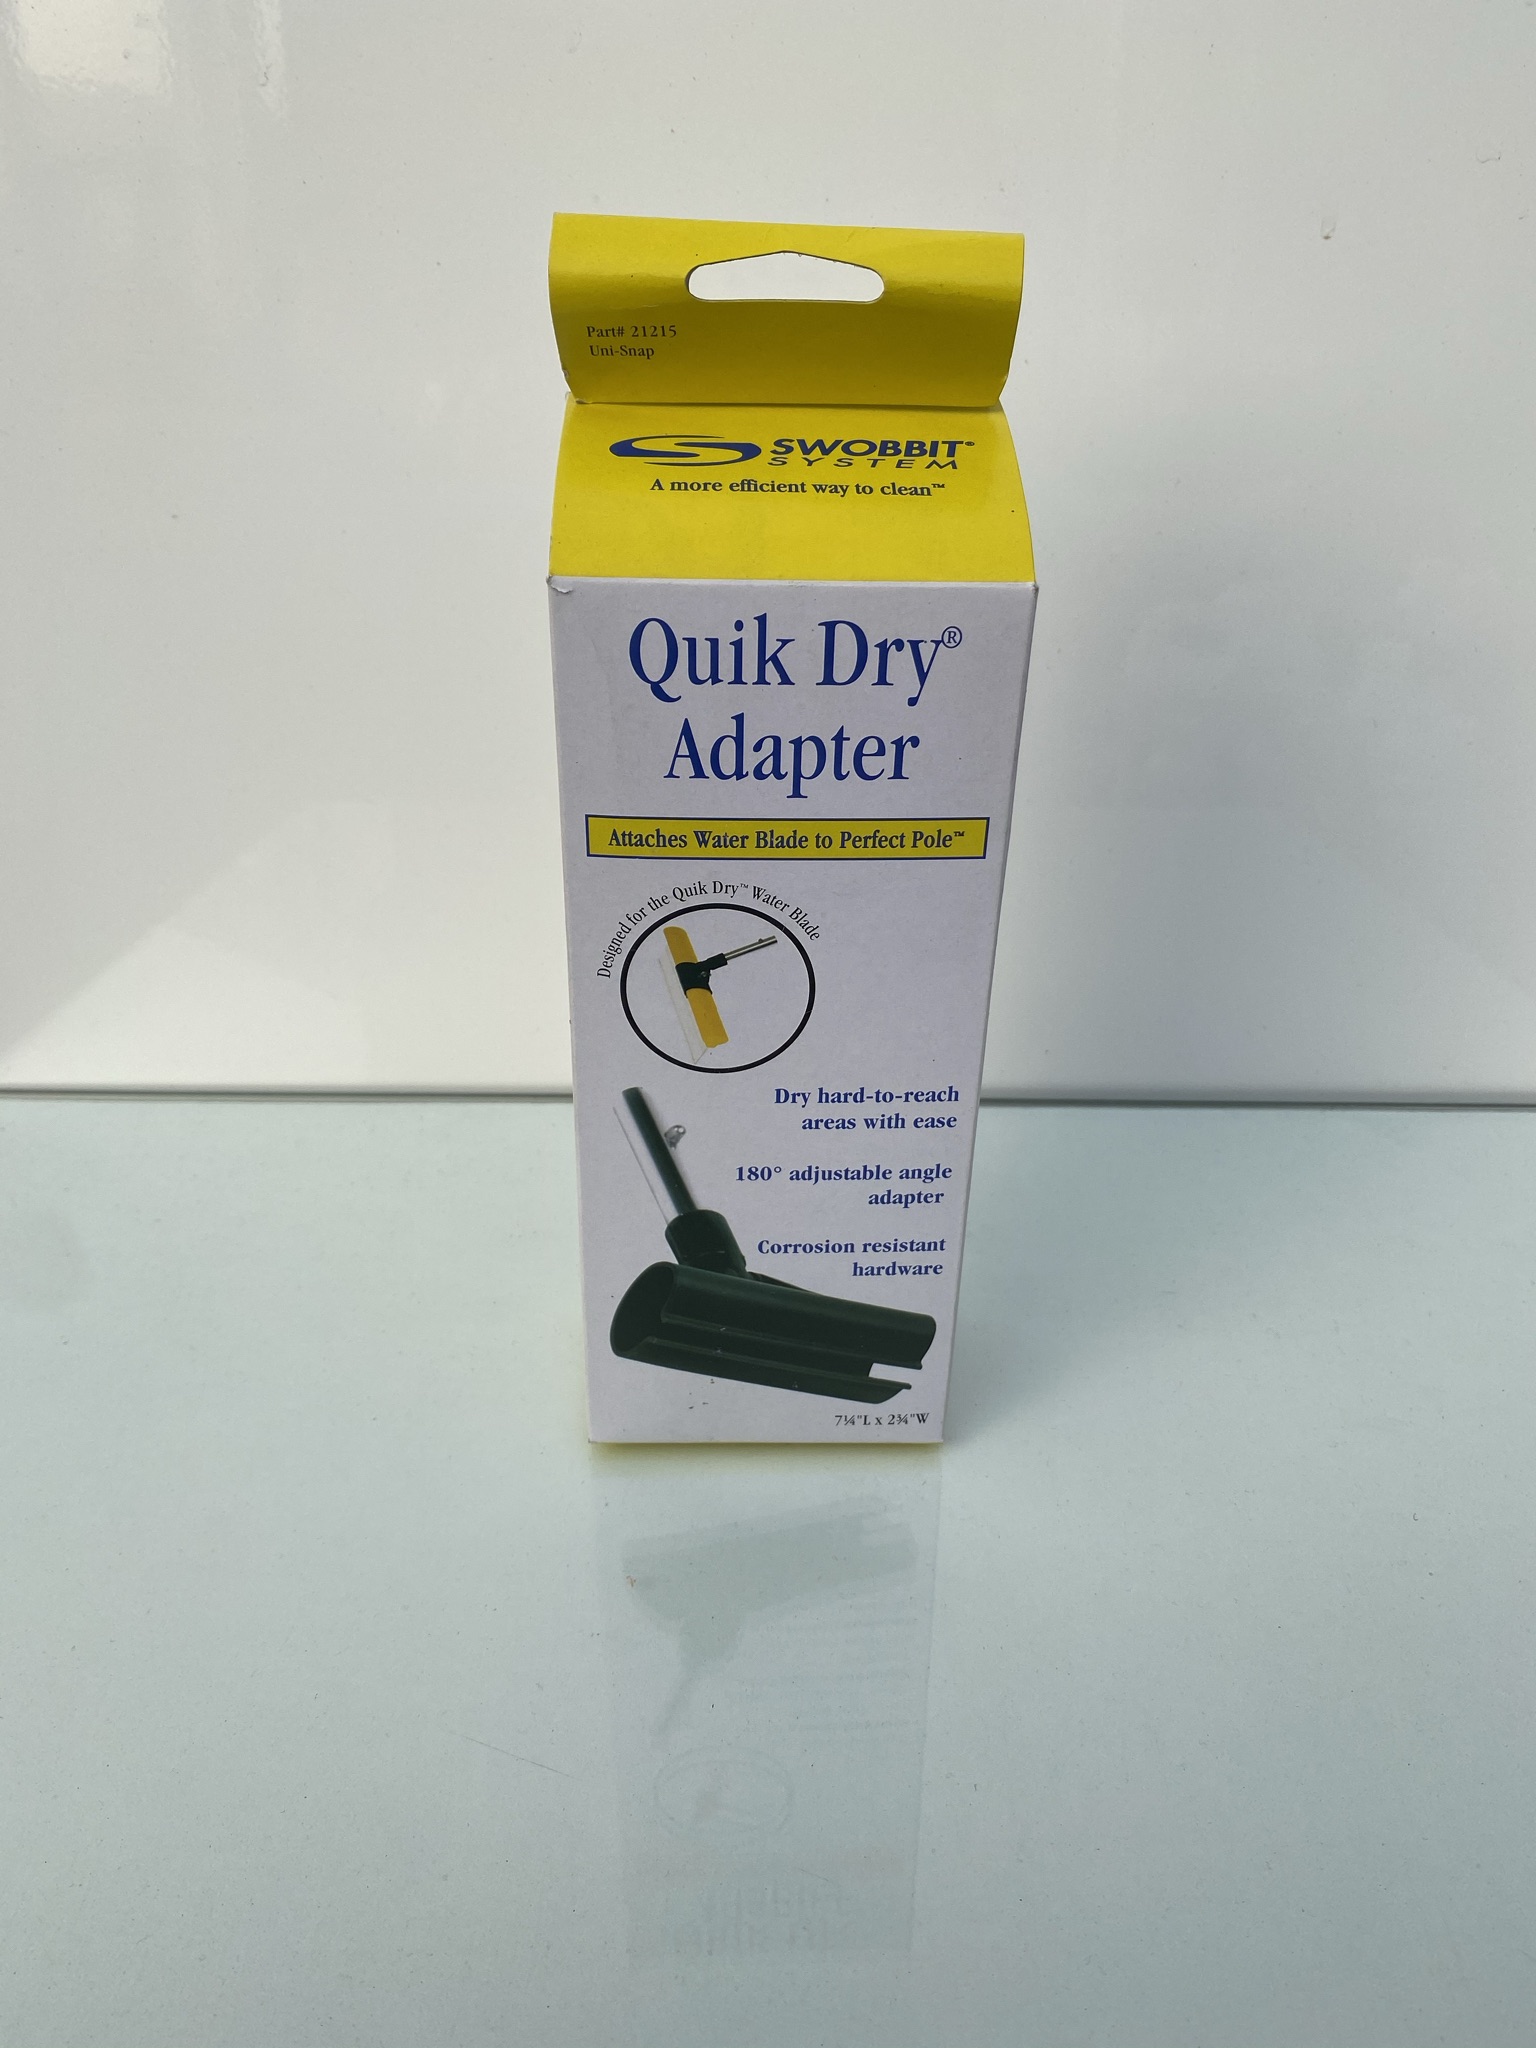 Part# 21215
Uni-Snap
SWOBBIT®
SYSTEM
A more efficient way to clean™
Quik Dry®
Adapter
Attaches Water Blade to Perfect Pole™
Designed for the Quik Dry™ Water Blade
Dry hard-to-reach
areas with ease
180° adjustable angle
adapter
Corrosion resistant
hardware
7¼"L x 2¾"W